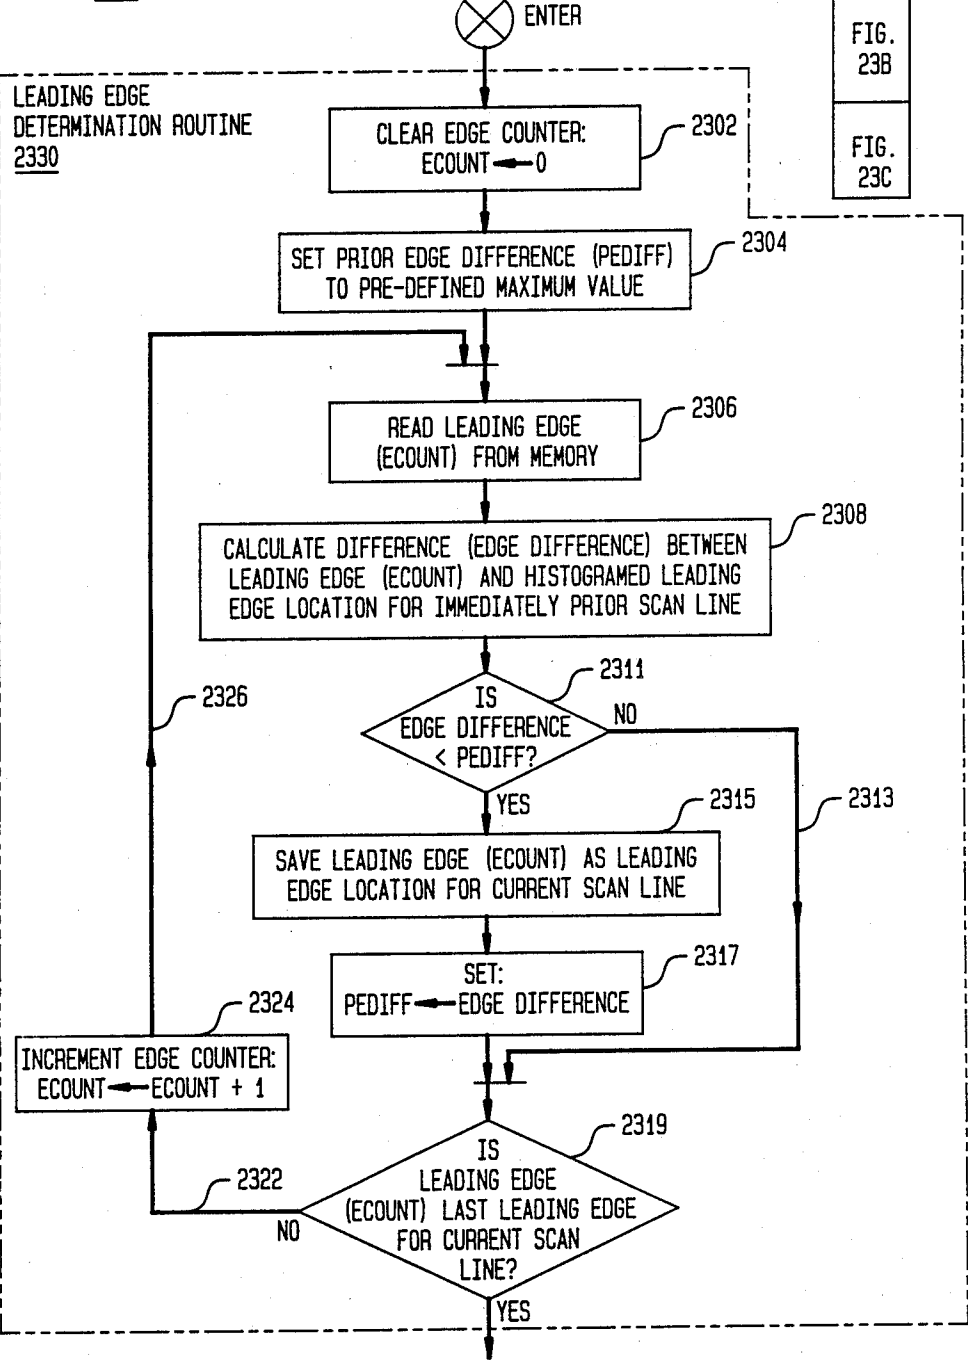 ENTER
FIG.
23B
FIG.
23C
LEADING EDGE
DETERMINATION ROUTINE
2330
CLEAR EDGE COUNTER:
ECOUNT←0
2302
SET PRIOR EDGE DIFFERENCE (PEDIFF)
TO PRE-DEFINED MAXIMUM VALUE
2304
READ LEADING EDGE
(ECOUNT) FROM MEMORY
2306
CALCULATE DIFFERENCE (EDGE DIFFERENCE) BETWEEN
LEADING EDGE (ECOUNT) AND HISTOGRAMED LEADING
EDGE LOCATION FOR IMMEDIATELY PRIOR SCAN LINE
2308
IS
EDGE DIFFERENCE
< PEDIFF?
2311
NO
YES
2313
2326
SAVE LEADING EDGE (ECOUNT) AS LEADING
EDGE LOCATION FOR CURRENT SCAN LINE
2315
SET:
PEDIFF←EDGE DIFFERENCE
2317
INCREMENT EDGE COUNTER:
ECOUNT←ECOUNT + 1
2324
IS
LEADING EDGE
(ECOUNT) LAST LEADING EDGE
FOR CURRENT SCAN
LINE?
2319
2322
NO
YES